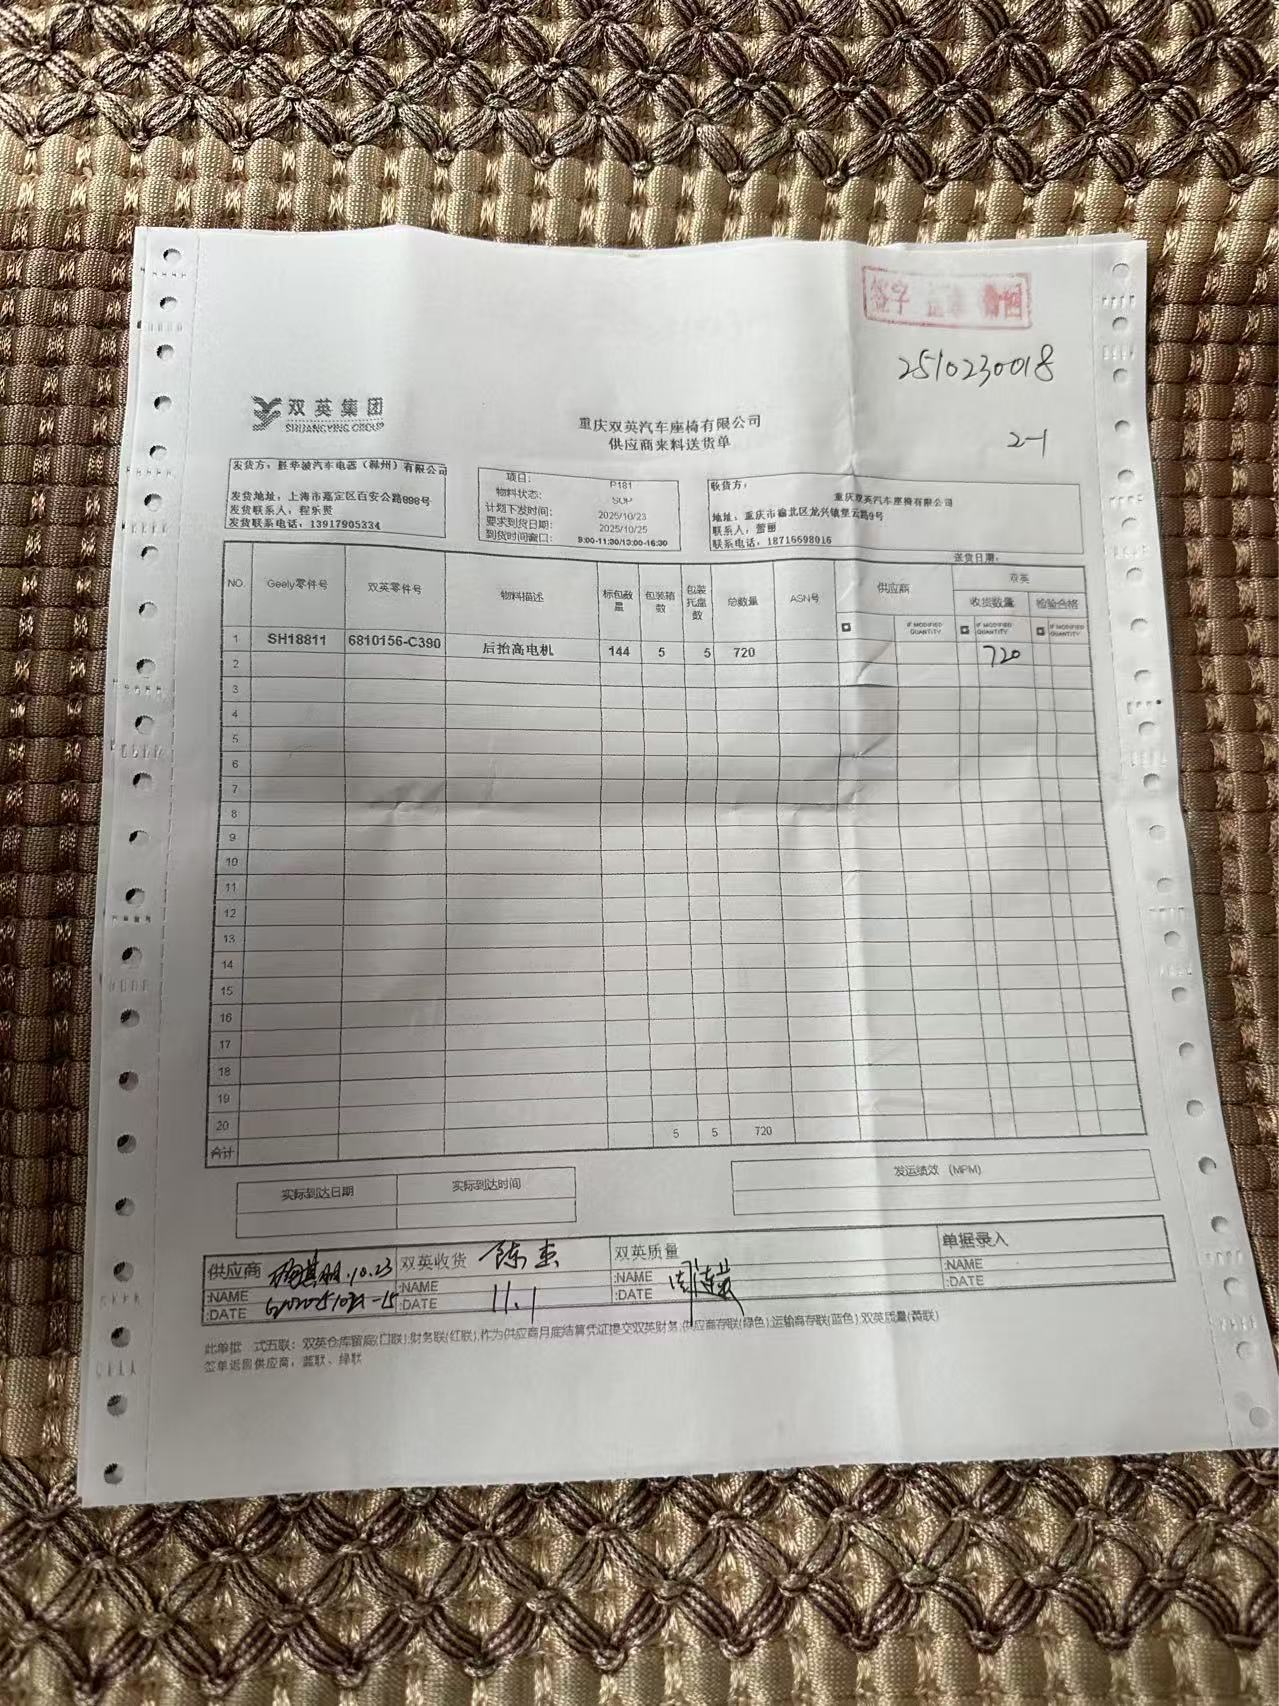 签字
2510230018
2-1
双英集团
SHUANGYING GROUP
重庆双英汽车座椅有限公司
供应商来料送货单
发货方：胜华波汽车电器（滁州）有限公司
发货地址：上海市嘉定区百安公路898号
发货联系人：程乐贤
发货联系电话：13917905334
项目： P181
物料状态： SOP
计划下发时间： 2025/10/23
要求到货日期： 2025/10/25
到货时间窗口： 9:00-11:30/13:00-16:30
收货方：
重庆双英汽车座椅有限公司
地址：重庆市渝北区龙兴镇堡云路9号
联系人：曾丽
联系电话：18716698016
送货日期：
NO. Geely零件号 双英零件号 物料描述 标包数量 包装箱数 包装托盘数 总数量 ASN号 供应商 双英
收货数量 检验合格
IF MODIFIED QUANTITY IF MODIFIED QUANTITY IF MODIFIED QUANTITY
1 SH18811 6810156-C390 后抬高电机 144 5 5 720 720
2
3
4
5
6
7
8
9
10
11
12
13
14
15
16
17
18
19
20
合计 5 5 720
实际到达日期 实际到达时间
发运绩效 (MPM)
供应商 10.23 双英收货 陈杰 双英质量 单据录入
:NAME :NAME :NAME :NAME
:DATE :DATE 11.1 :DATE :DATE
此单据 式五联：双英仓库留底(白联),财务联(红联),作为供应商月底结算凭证提交双英财务,供应商存联(绿色),运输商存联(蓝色),双英质量(黄联)
签单返回供应商，蓝联、绿联